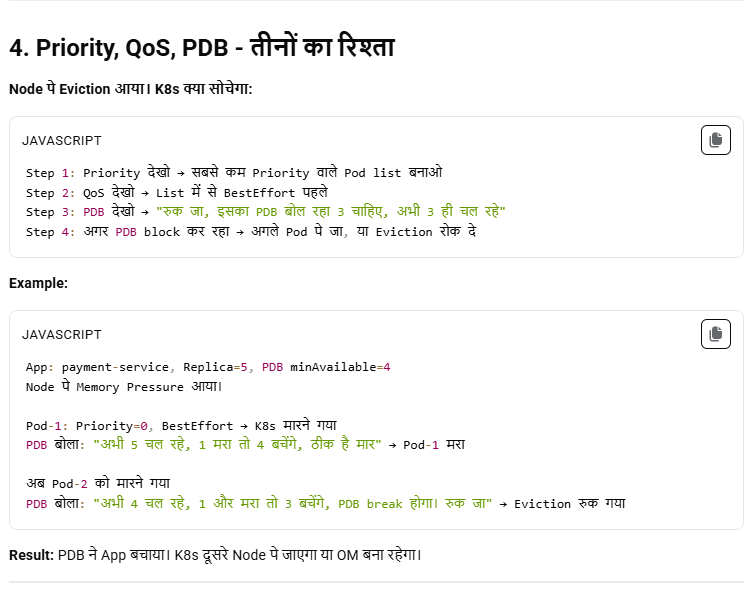 4. Priority, QoS, PDB - तीनों का रिश्ता
Node पे Eviction आया। K8s क्या सोचेगा:
JAVASCRIPT
Step 1: Priority देखो → सबसे कम Priority वाले Pod list बनाओ
Step 2: QoS देखो → List में से BestEffort पहले
Step 3: PDB देखो → "रुक जा, इसका PDB बोल रहा 3 चाहिए, अभी 3 ही चल रहे"
Step 4: अगर PDB block कर रहा → अगले Pod पे जा, या Eviction रोक दे
Example:
JAVASCRIPT
App: payment-service, Replica=5, PDB minAvailable=4
Node पे Memory Pressure आया।
Pod-1: Priority=0, BestEffort → K8s मारने गया
PDB बोला: "अभी 5 चल रहे, 1 मरा तो 4 बचेंगे, ठीक है मार" → Pod-1 मरा
अब Pod-2 को मारने गया
PDB बोला: "अभी 4 चल रहे, 1 और मरा तो 3 बचेंगे, PDB break होगा। रुक जा" → Eviction रुक गया
Result: PDB ने App बचाया। K8s दूसरे Node पे जाएगा या OM बना रहेगा।